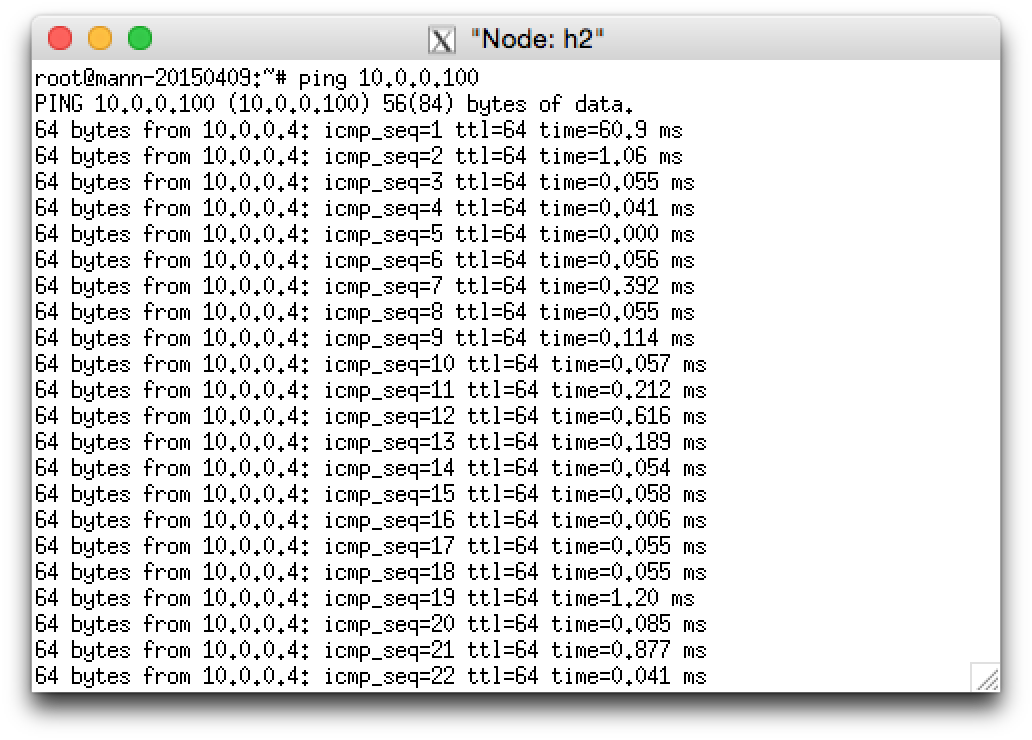 "Node: h2"
root@mann-20150409:~# ping 10.0.0.100
PING 10.0.0.100 (10.0.0.100) 56(84) bytes of data.
64 bytes from 10.0.0.4: icmp_seq=1 ttl=64 time=60.9 ms
64 bytes from 10.0.0.4: icmp_seq=2 ttl=64 time=1.06 ms
64 bytes from 10.0.0.4: icmp_seq=3 ttl=64 time=0.055 ms
64 bytes from 10.0.0.4: icmp_seq=4 ttl=64 time=0.041 ms
64 bytes from 10.0.0.4: icmp_seq=5 ttl=64 time=0.000 ms
64 bytes from 10.0.0.4: icmp_seq=6 ttl=64 time=0.056 ms
64 bytes from 10.0.0.4: icmp_seq=7 ttl=64 time=0.392 ms
64 bytes from 10.0.0.4: icmp_seq=8 ttl=64 time=0.055 ms
64 bytes from 10.0.0.4: icmp_seq=9 ttl=64 time=0.114 ms
64 bytes from 10.0.0.4: icmp_seq=10 ttl=64 time=0.057 ms
64 bytes from 10.0.0.4: icmp_seq=11 ttl=64 time=0.212 ms
64 bytes from 10.0.0.4: icmp_seq=12 ttl=64 time=0.616 ms
64 bytes from 10.0.0.4: icmp_seq=13 ttl=64 time=0.189 ms
64 bytes from 10.0.0.4: icmp_seq=14 ttl=64 time=0.054 ms
64 bytes from 10.0.0.4: icmp_seq=15 ttl=64 time=0.058 ms
64 bytes from 10.0.0.4: icmp_seq=16 ttl=64 time=0.006 ms
64 bytes from 10.0.0.4: icmp_seq=17 ttl=64 time=0.055 ms
64 bytes from 10.0.0.4: icmp_seq=18 ttl=64 time=0.055 ms
64 bytes from 10.0.0.4: icmp_seq=19 ttl=64 time=1.20 ms
64 bytes from 10.0.0.4: icmp_seq=20 ttl=64 time=0.085 ms
64 bytes from 10.0.0.4: icmp_seq=21 ttl=64 time=0.877 ms
64 bytes from 10.0.0.4: icmp_seq=22 ttl=64 time=0.041 ms